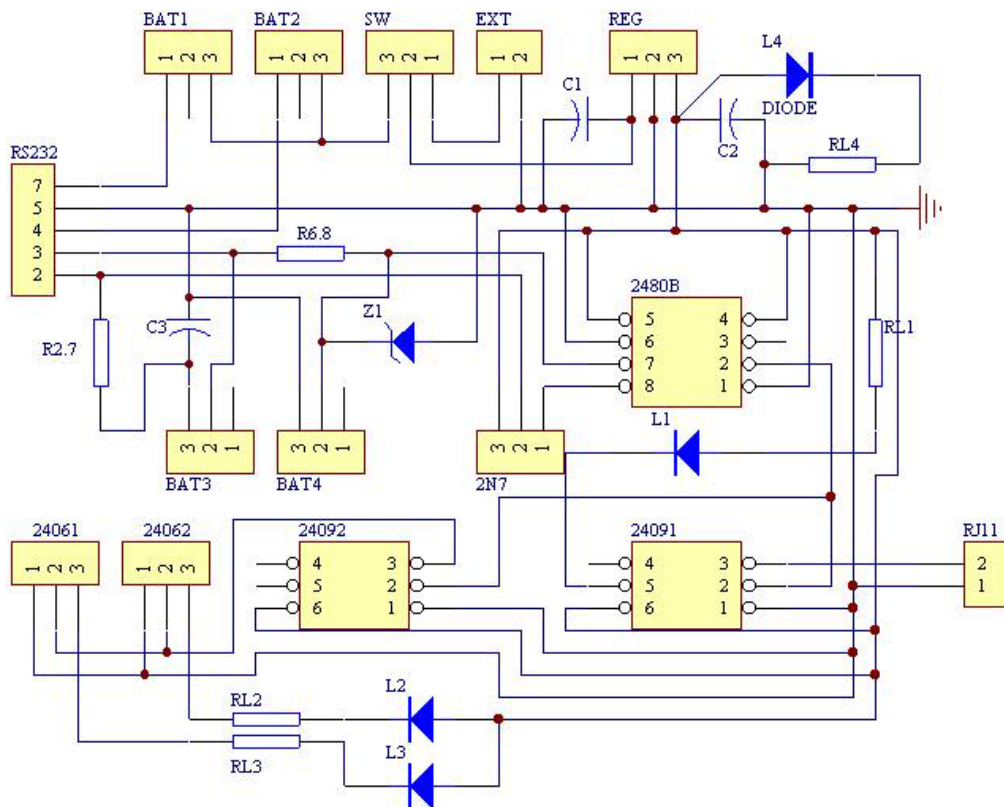 BAT1 BAT2 SW EXT REG L4
1 2 3 1 2 3 3 2 1 1 2 1 2 3
C1 DIODE
C2
RS232 RL4
7
5
4
3 R6.8
2
2480B
C3 Z1 5 4 RL1
R2.7 6 3
7 2
8 1
L1
3 2 1 3 2 1 3 2 1
BAT3 BAT4 2N7
24061 24062 24092 24091 RJ11
1 2 3 1 2 3 4 3 4 3 2
5 2 5 2 1
6 1 6 1
RL2 L2
RL3 L3